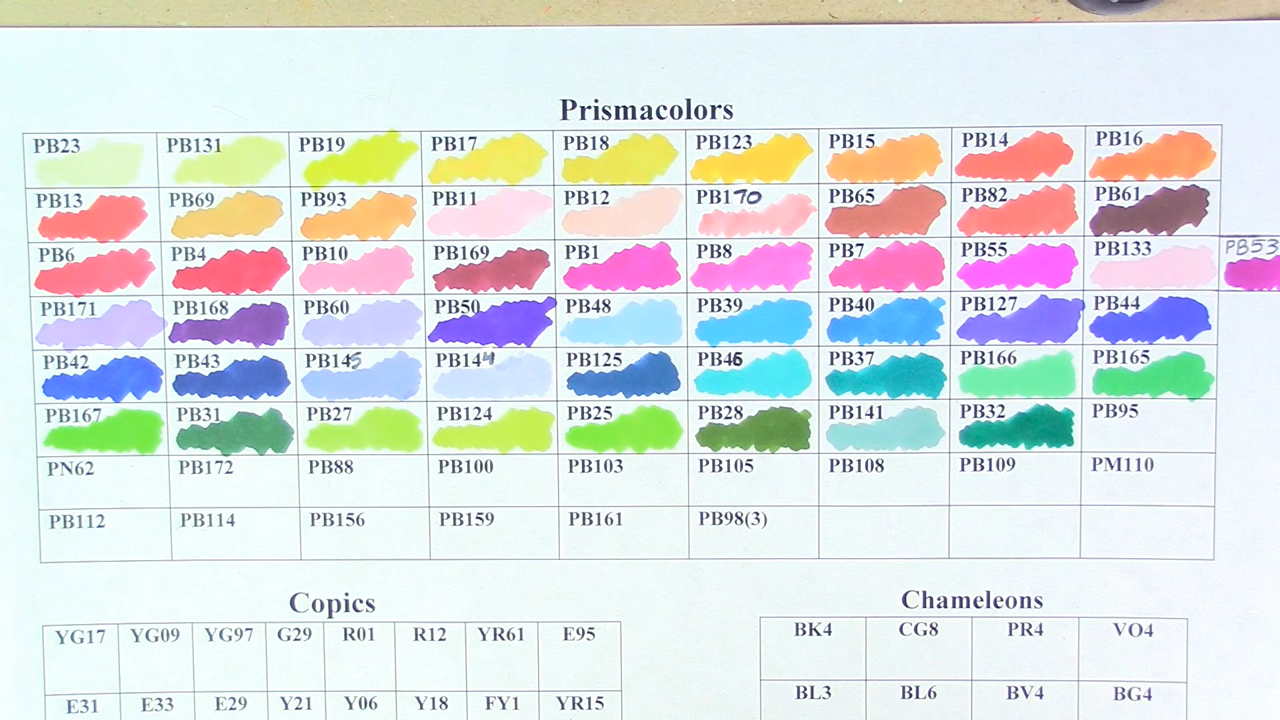 Prismacolors
PB23 PB131 PB19 PB17 PB18 PB123 PB15 PB14 PB16
PB13 PB69 PB93 PB11 PB12 PB170 PB65 PB82 PB61
PB6 PB4 PB10 PB169 PB1 PB8 PB7 PB55 PB133 PB53
PB171 PB168 PB60 PB50 PB48 PB39 PB40 PB127 PB44
PB42 PB43 PB145 PB144 PB125 PB46 PB37 PB166 PB165
PB167 PB31 PB27 PB124 PB25 PB28 PB141 PB32 PB95
PN62 PB172 PB88 PB100 PB103 PB105 PB108 PB109 PM110
PB112 PB114 PB156 PB159 PB161 PB98(3)
Copics
YG17 YG09 YG97 G29 R01 R12 YR61 E95
E31 E33 E29 Y21 Y06 Y18 FY1 YR15
Chameleons
BK4 CG8 PR4 VO4
BL3 BL6 BV4 BG4